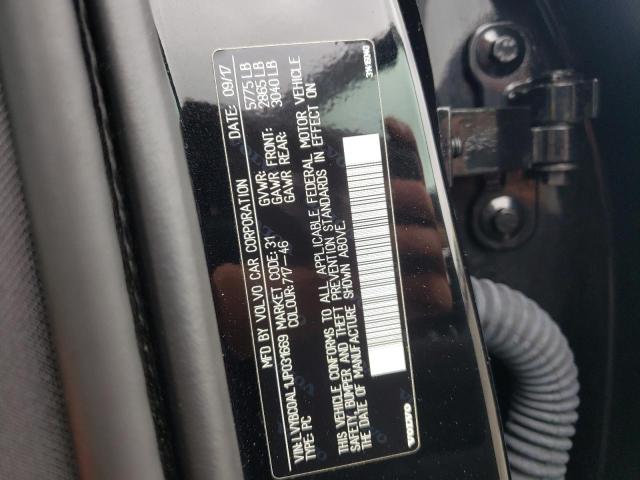 MFD BY VOLVO CAR CORPORATION DATE: 09/17
VIN: LVYBC0AL1JP031669 MARKET CODE: 31 GVWR: 5775 LB
TYPE: PC COLOUR: 717-46 GAWR FRONT: 2865 LB
GAWR REAR: 3040 LB
THIS VEHICLE CONFORMS TO ALL APPLICABLE FEDERAL MOTOR VEHICLE
SAFETY, BUMPER AND THEFT PREVENTION STANDARDS IN EFFECT ON
THE DATE OF MANUFACTURE SHOWN ABOVE.
VOLVO